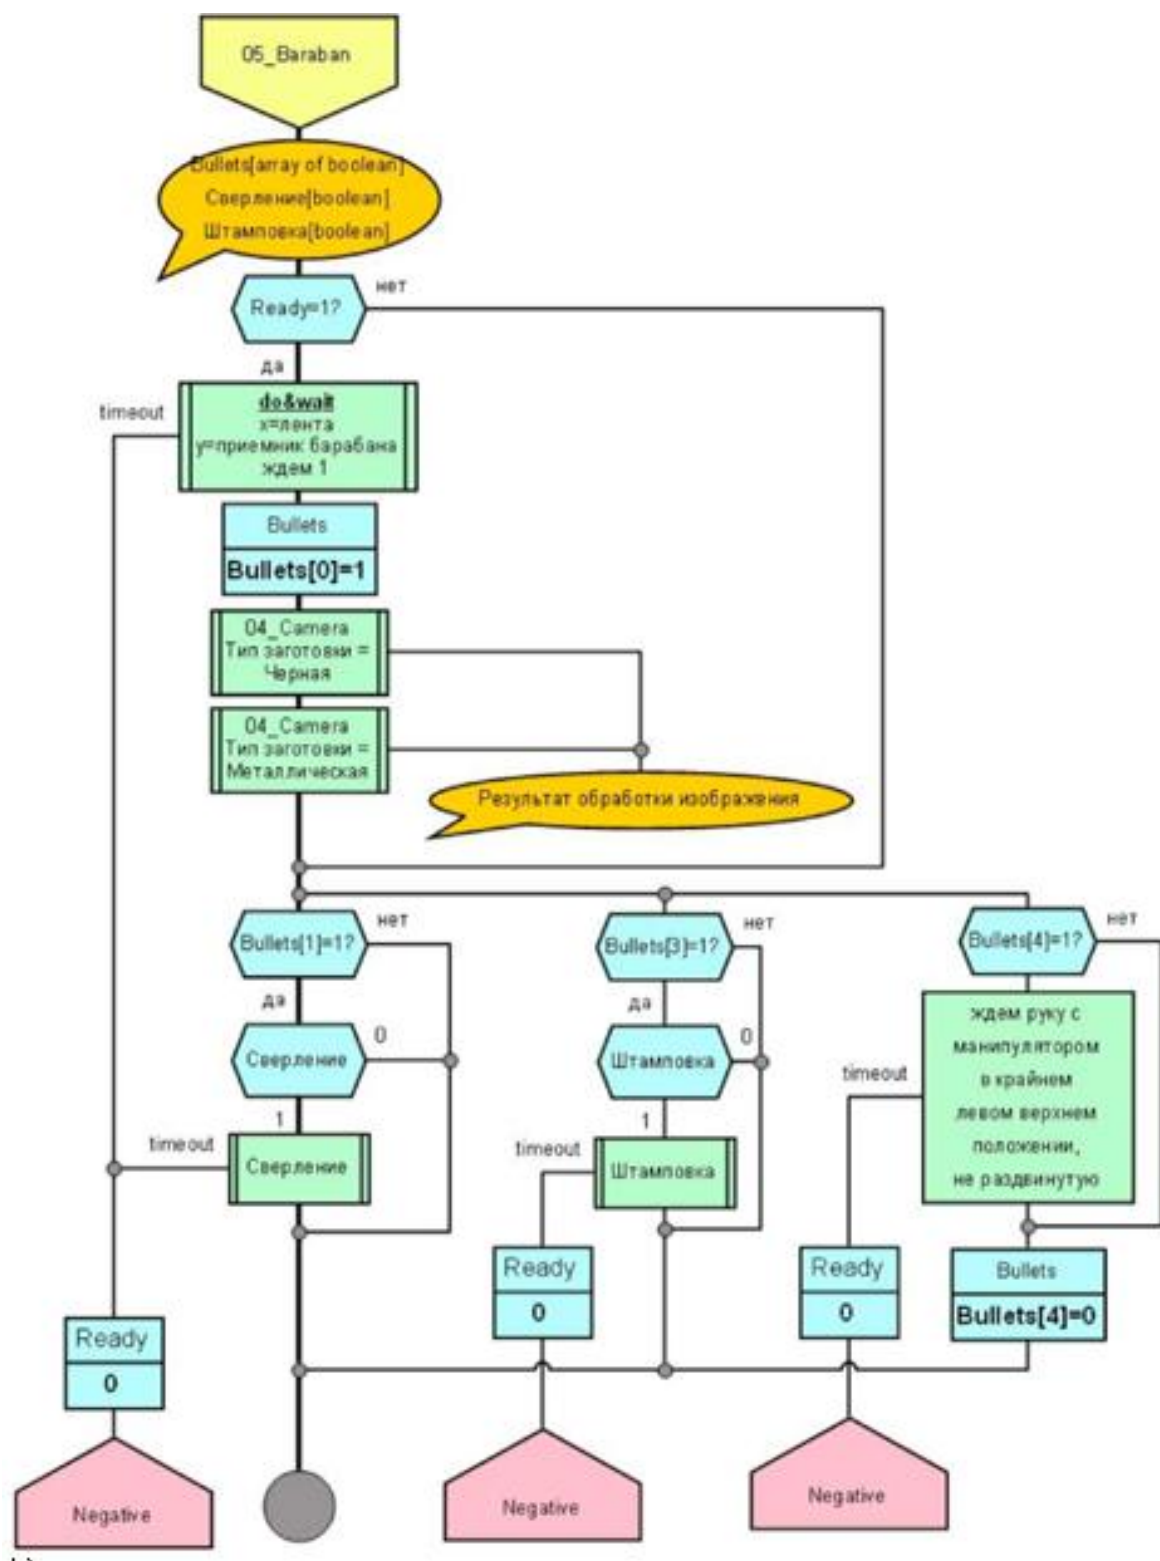 05_Baraban
Bullets[array of boolean]
Сверление[boolean]
Штамповка[boolean]
нет
Ready=1?
да
timeout
do&wait
x=лента
y=приемник барабана
ждем 1
Bullets
Bullets[0]=1
04_Camera
Тип заготовки =
Черная
04_Camera
Тип заготовки =
Металлическая
Результат обработки изображения
нет
Bullets[1]=1?
да
0
Сверление
1
timeout
Сверление
нет
Bullets[3]=1?
да
0
Штамповка
1
timeout
Штамповка
нет
Bullets[4]=1?
ждем руку с
манипулятором
в крайнем
левом верхнем
положении,
не раздвинутую
timeout
Ready
0
Ready
0
Ready
0
Bullets
Bullets[4]=0
Negative
Negative
Negative